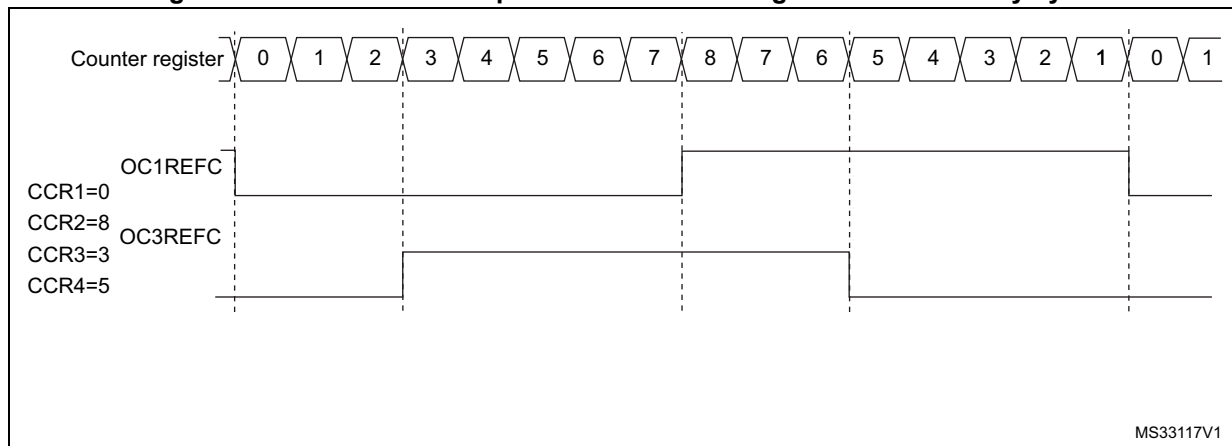 Counter register 0 1 2 3 4 5 6 7 8 7 6 5 4 3 2 1 0 1
OC1REFC
CCR1=0
CCR2=8
OC3REFC
CCR3=3
CCR4=5
MS33117V1